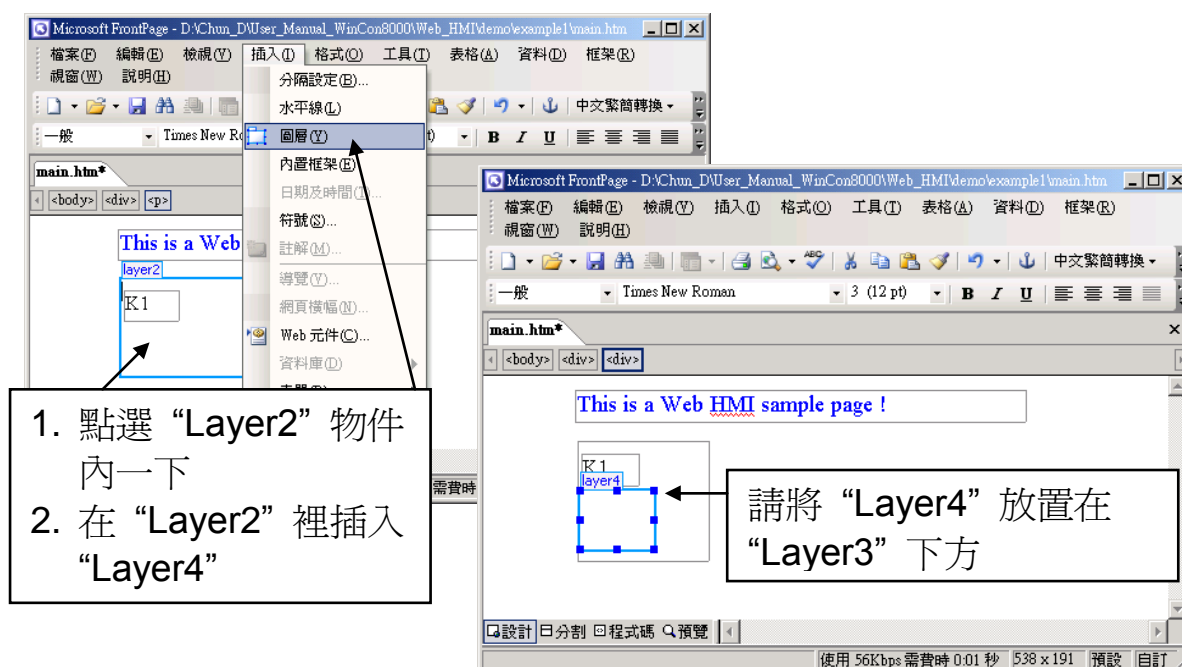 Microsoft FrontPage - D:\Chun_D\User_Manual_WinCon8000\Web_HMI\demo\example1\main.htm
檔案(F) 編輯(E) 檢視(V) 插入(I) 格式(O) 工具(T) 表格(A) 資料(D) 框架(R)
視窗(W) 說明(H)
中文繁簡轉換
一般 Times New Ro
B I U
main.htm*
<body> <div> <p>
分隔設定(B)...
水平線(L)
圖層(Y)
內置框架(E)
日期及時間(T)...
符號(S)...
註解(M)...
導覽(V)...
網頁橫幅(N)...
Web 元件(C)...
資料庫(D)
This is a Web
layer2
K1
需費時
1. 點選 “Layer2” 物件
內一下
2. 在 “Layer2” 裡插入
“Layer4”
Microsoft FrontPage - D:\Chun_D\User_Manual_WinCon8000\Web_HMI\demo\example1\main.htm
檔案(F) 編輯(E) 檢視(V) 插入(I) 格式(O) 工具(T) 表格(A) 資料(D) 框架(R)
視窗(W) 說明(H)
ABC
中文繁簡轉換
一般 Times New Roman 3 (12 pt) B I U
main.htm*
<body> <div> <div>
This is a Web HMI sample page !
K1
layer4
請將 “Layer4” 放置在
“Layer3” 下方
設計 分割 程式碼 預覽
使用 56Kbps 需費時 0:01 秒 538 x 191 預設 自訂